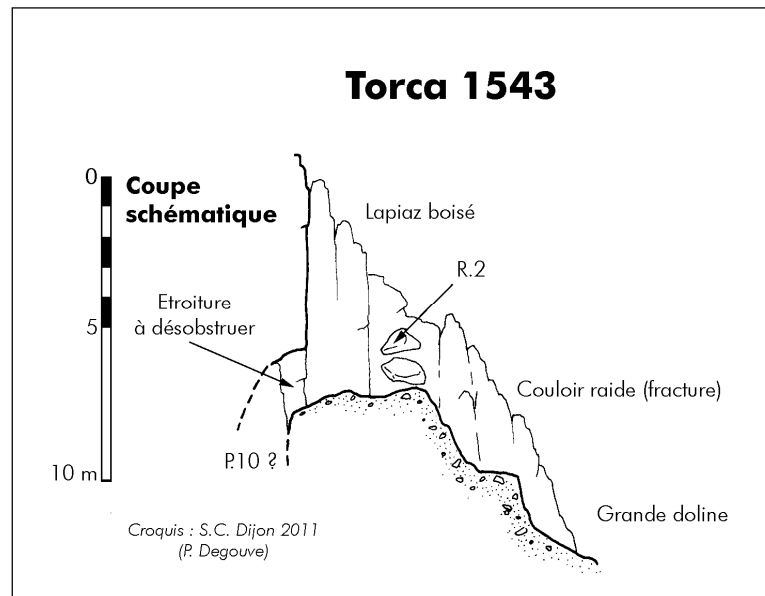 Torca 1543
0
Coupe
schématique
Lapiaz boisé
R.2
Etroiture
à désobstruer
5
Couloir raide (fracture)
P.10 ?
10 m
Grande doline
Croquis : S.C. Dijon 2011
(P. Degouve)